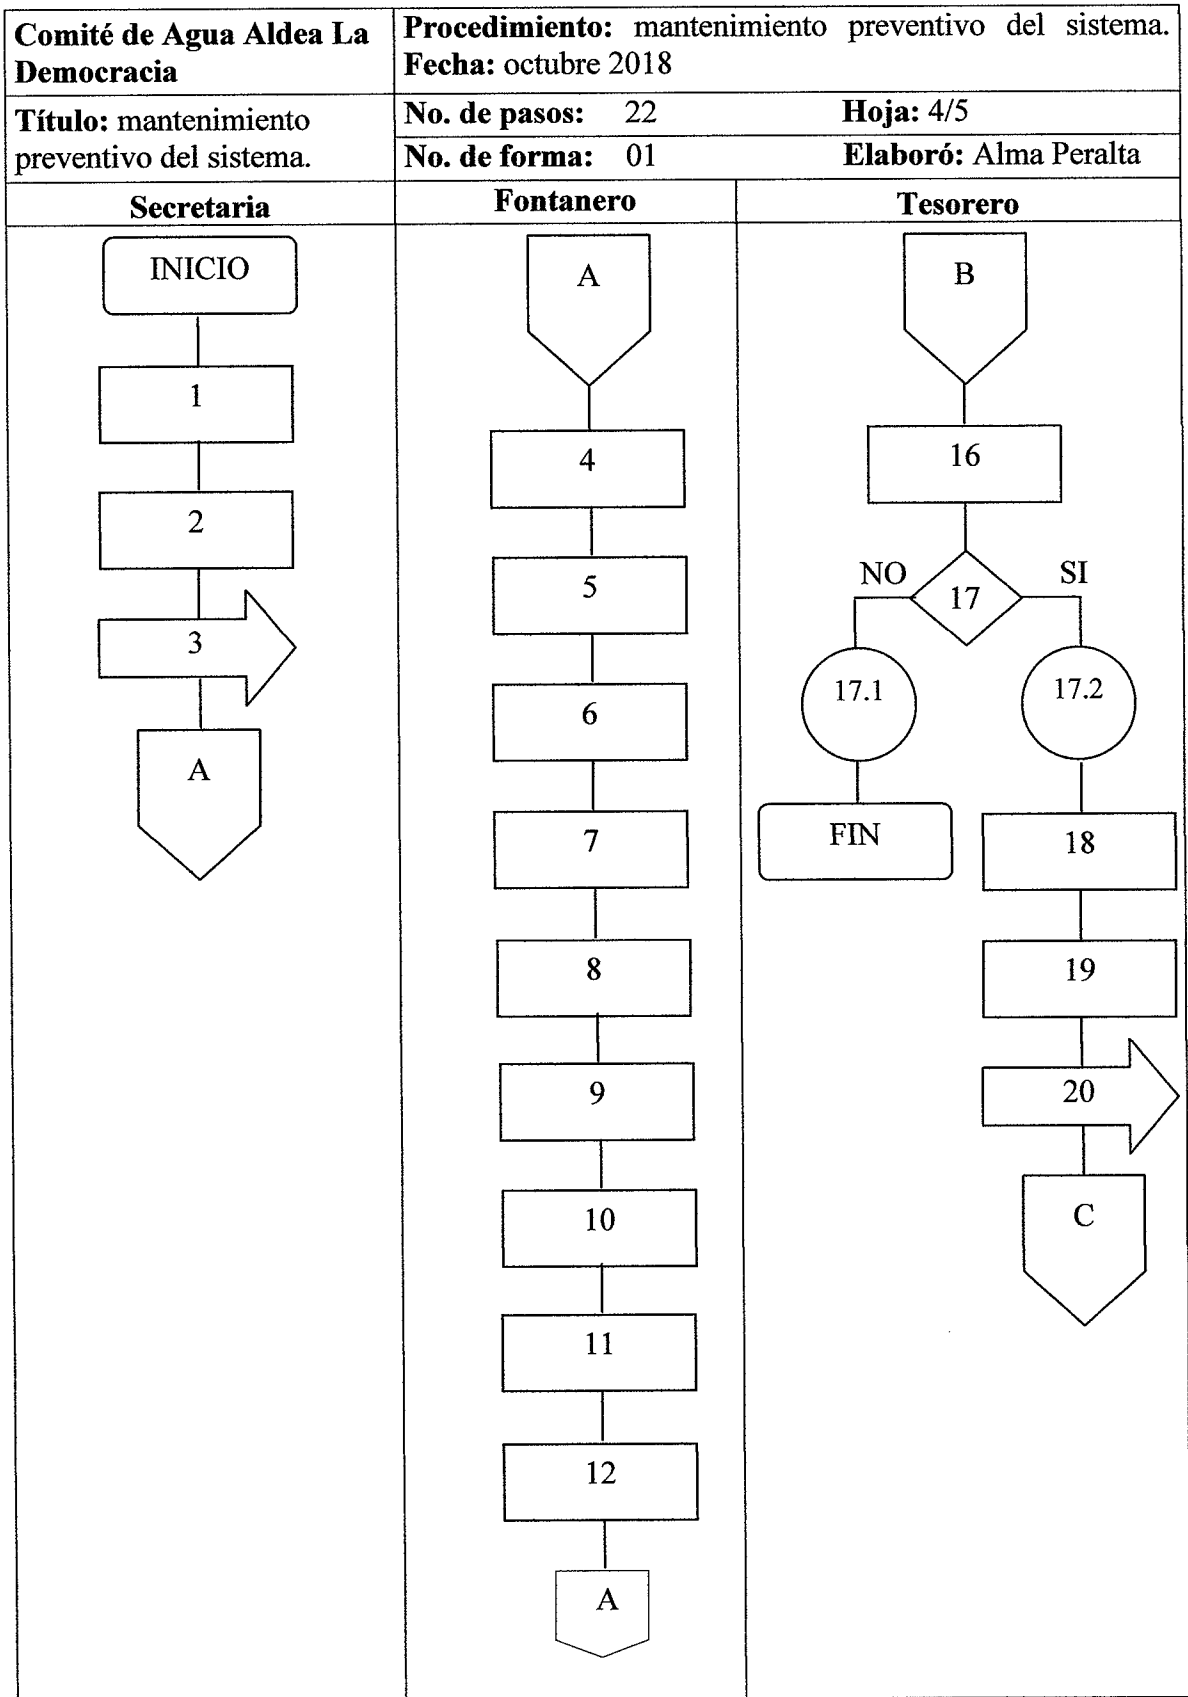 Comité de Agua Aldea La
Democracia
Procedimiento: mantenimiento preventivo del sistema.
Fecha: octubre 2018
Título: mantenimiento
preventivo del sistema.
No. de pasos: 22 Hoja: 4/5
No. de forma: 01 Elaboró: Alma Peralta
Secretaria
Fontanero
Tesorero
INICIO
1
2
3
A
A
4
5
6
7
8
9
10
11
12
A
B
16
17
NO
SI
17.1
17.2
FIN
18
19
20
C